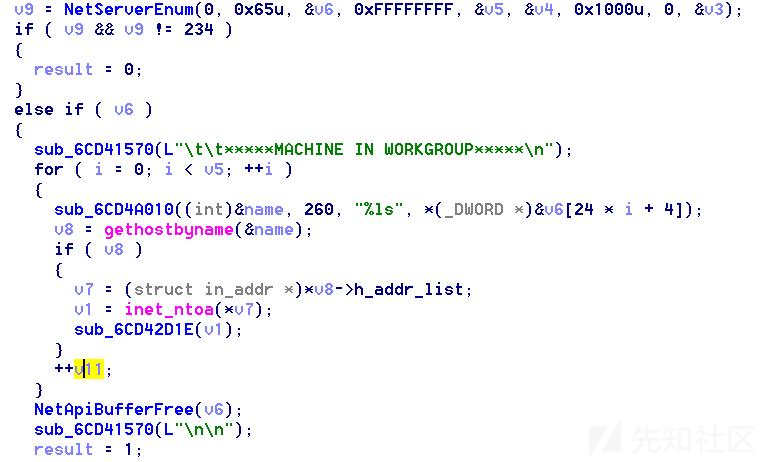 v9 = NetServerEnum(0, 0x65u, &v6, 0xFFFFFFFF, &v5, &v4, 0x1000u, 0, &v3);
if ( v9 && v9 != 234 )
{
  result = 0;
}
else if ( v6 )
{
  sub_6CD41570(L"\t\t*****MACHINE IN WORKGROUP*****\n");
  for ( i = 0; i < v5; ++i )
  {
    sub_6CD4A010((int)&name, 260, "%ls", *(_DWORD *)&v6[24 * i + 4]);
    v8 = gethostbyname(&name);
    if ( v8 )
    {
      v7 = (struct in_addr *)*v8->h_addr_list;
      v1 = inet_ntoa(*v7);
      sub_6CD42D1E(v1);
    }
    ++v11;
  }
  NetApiBufferFree(v6);
  sub_6CD41570(L"\n\n");
  result = 1;
先知社区